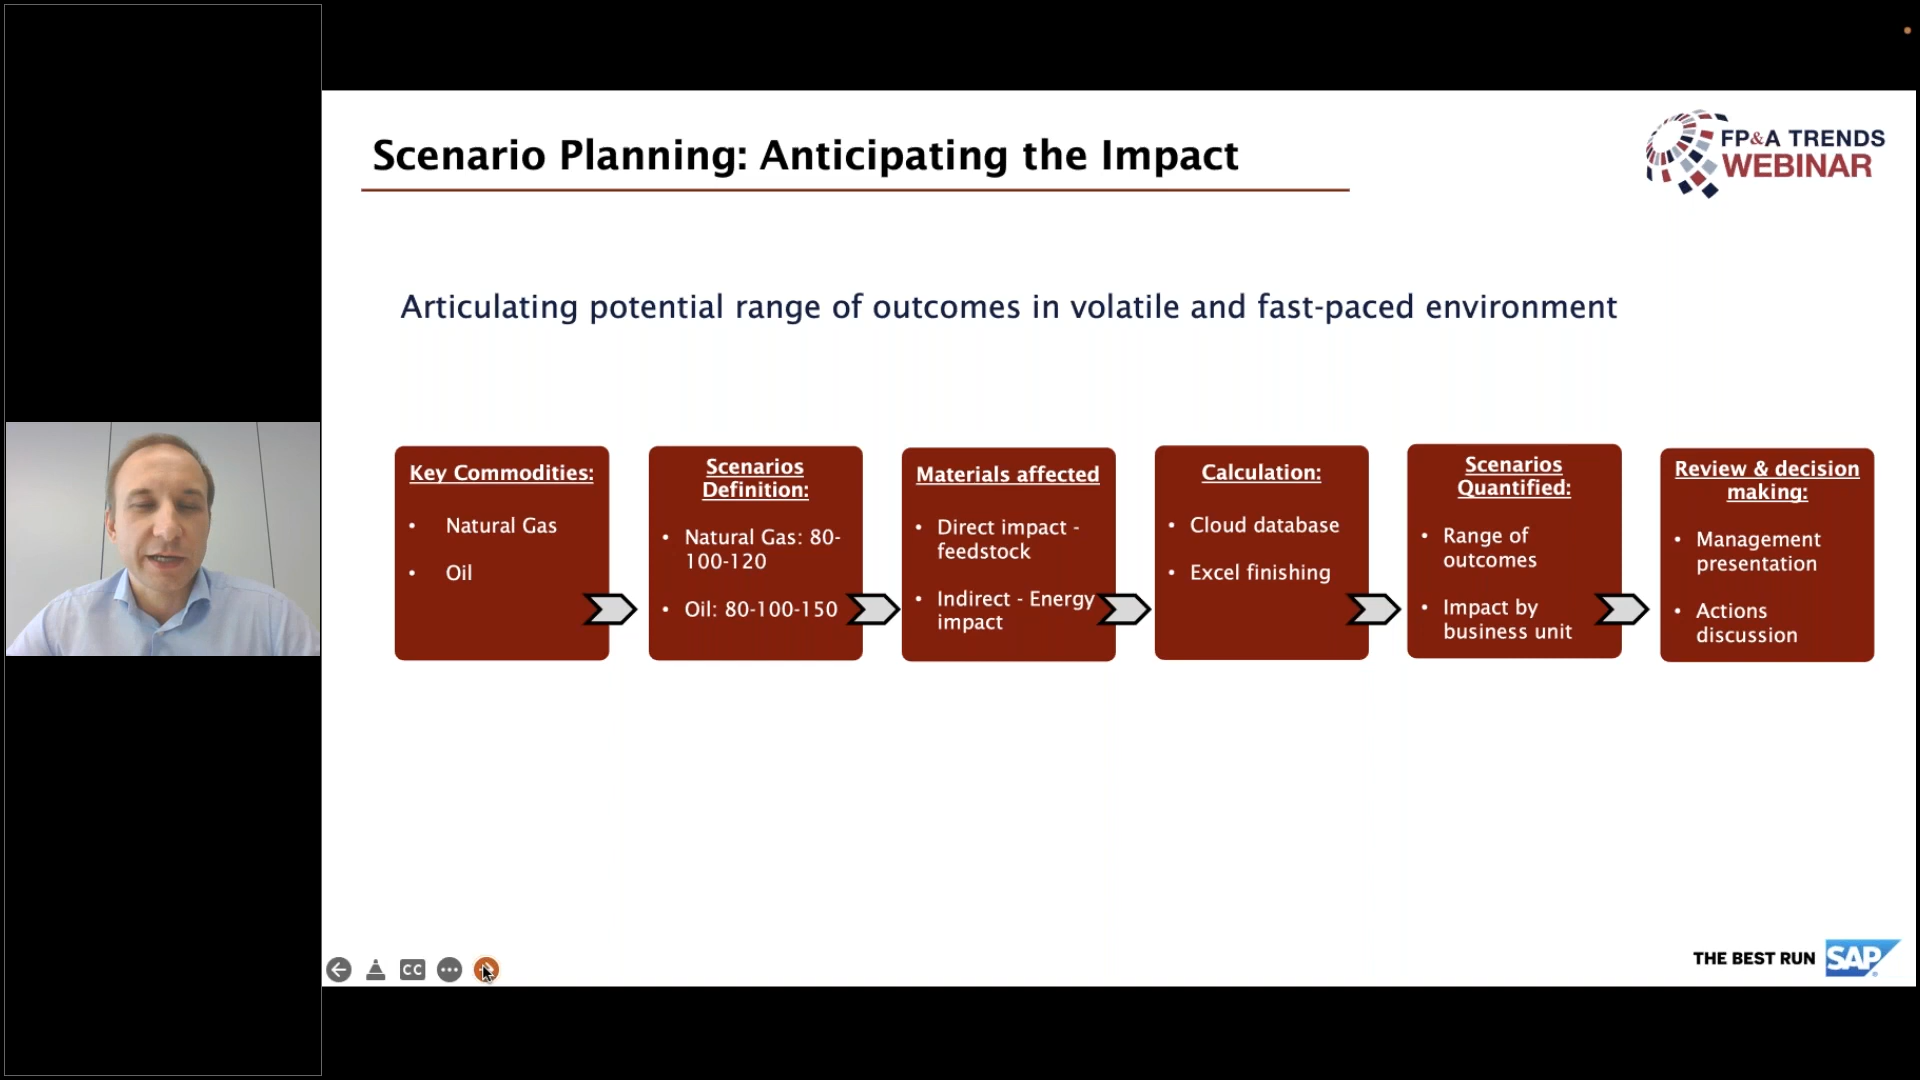 Scenario Planning: Anticipating the Impact
FP&A TRENDS
WEBINAR
Articulating potential range of outcomes in volatile and fast-paced environment
Key Commodities:
• Natural Gas
• Oil
Scenarios
Definition:
• Natural Gas: 80-
100-120
• Oil: 80-100-150
Materials affected
• Direct impact -
feedstock
• Indirect - Energy
impact
Calculation:
• Cloud database
• Excel finishing
Scenarios
Quantified:
• Range of
outcomes
• Impact by
business unit
Review & decision
making:
• Management
presentation
• Actions
discussion
CC
THE BEST RUN SAP